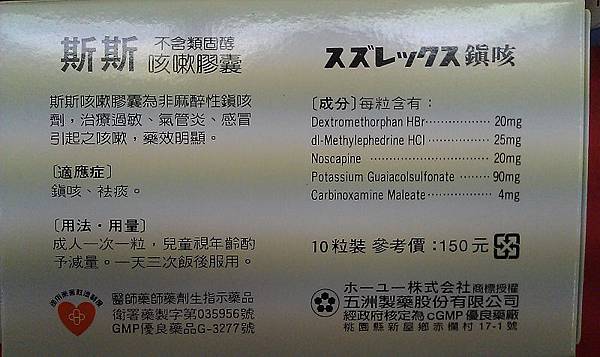 斯斯 不含類固醇
咳嗽膠囊
斯斯咳嗽膠囊為非麻醉性鎮咳
劑，治療過敏、氣管炎、感冒
引起之咳嗽，藥效明顯。
〔適應症〕
鎮咳、祛痰。
〔用法・用量〕
成人一次一粒，兒童視年齡酌
予減量。一天三次飯後服用。
醫師藥師藥劑生指示藥品
衛署藥製字第035956號
GMP優良藥品G-3277號
スズレックス鎮咳
〔成分〕每粒含有：
Dextromethorphan HBr 20mg
dl-Methylephedrine HCl 25mg
Noscapine 20mg
Potassium Guaiacolsulfonate 90mg
Carbinoxamine Maleate 4mg
10粒裝 參考價：150元
ホーユー株式会社 商標授權
五洲製藥股份有限公司
經政府核定為cGMP優良藥廠
桃園縣新屋鄉赤欄村17-1號